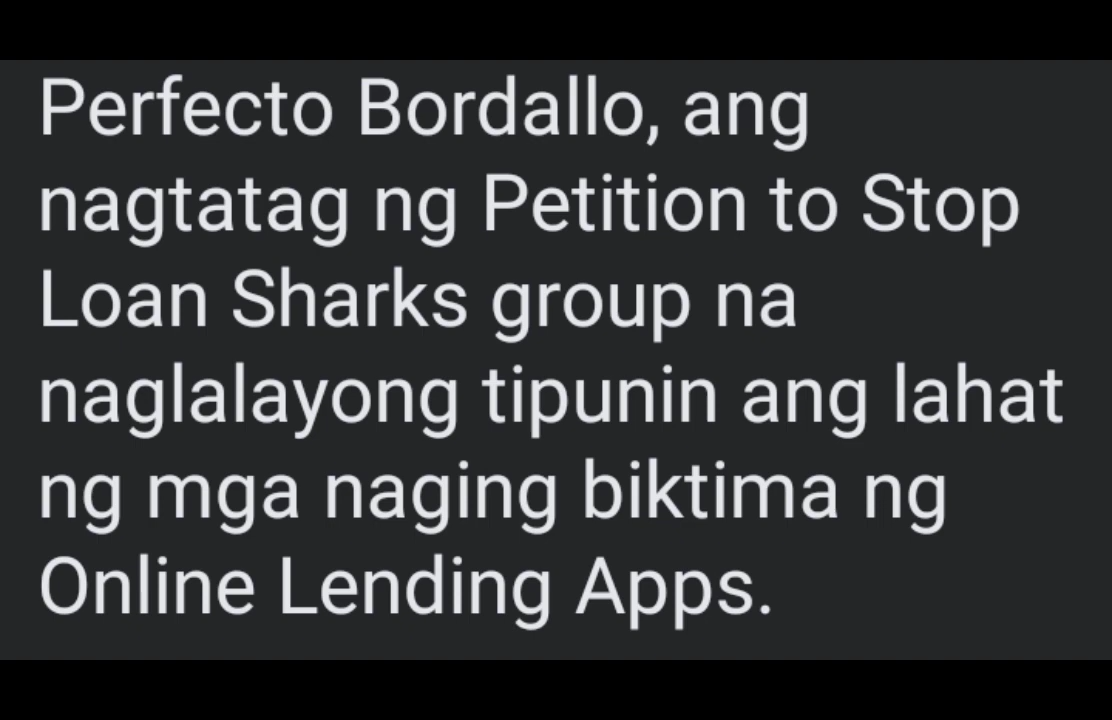 Perfecto Bordallo, ang
nagtatag ng Petition to Stop
Loan Sharks group na
naglalayong tipunin ang lahat
ng mga naging biktima ng
Online Lending Apps.